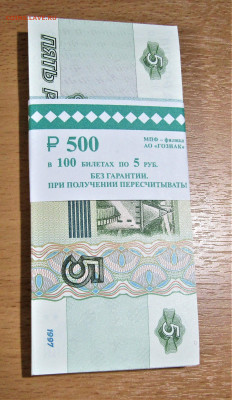 ПЯТЬ
5
₽ 500
МПФ – филиал
АО «ГОЗНАК»
в 100 БИЛЕТАХ ПО 5 РУБ.
БЕЗ ГАРАНТИИ.
ПРИ ПОЛУЧЕНИИ ПЕРЕСЧИТЫВАТЬ!
5
5
1997